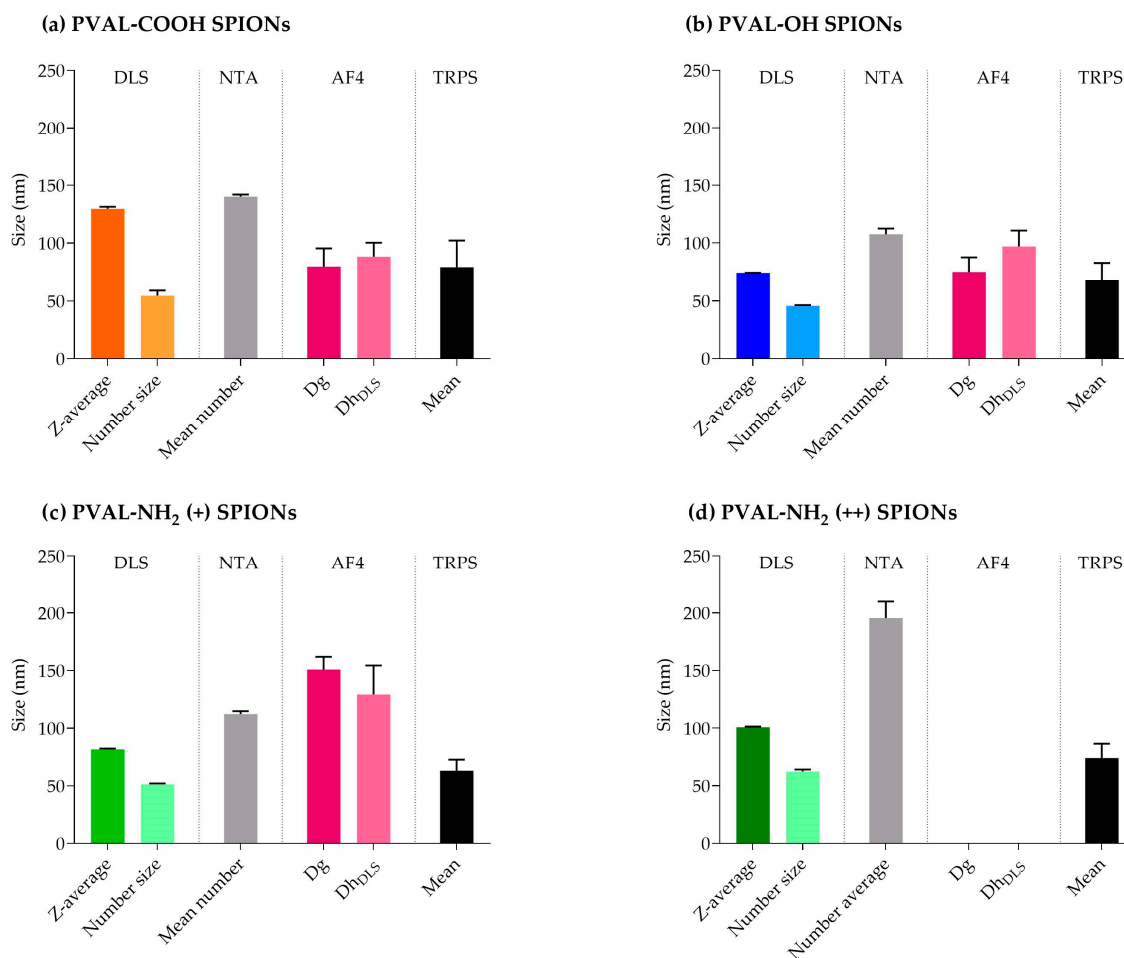 (a) PVAL-COOH SPIONs
250
200
150
100
50
0
Size (nm)
DLS
NTA
AF4
TRPS
Z-average
Number size
Mean number
Dg
DhDLS
Mean
(b) PVAL-OH SPIONs
250
200
150
100
50
0
Size (nm)
DLS
NTA
AF4
TRPS
Z-average
Number size
Mean number
Dg
DhDLS
Mean
(c) PVAL-NH2 (+) SPIONs
250
200
150
100
50
0
Size (nm)
DLS
NTA
AF4
TRPS
Z-average
Number size
Mean number
Dg
DhDLS
Mean
(d) PVAL-NH2 (++) SPIONs
250
200
150
100
50
0
Size (nm)
DLS
NTA
AF4
TRPS
Z-average
Number size
Number average
Dg
DhDLS
Mean